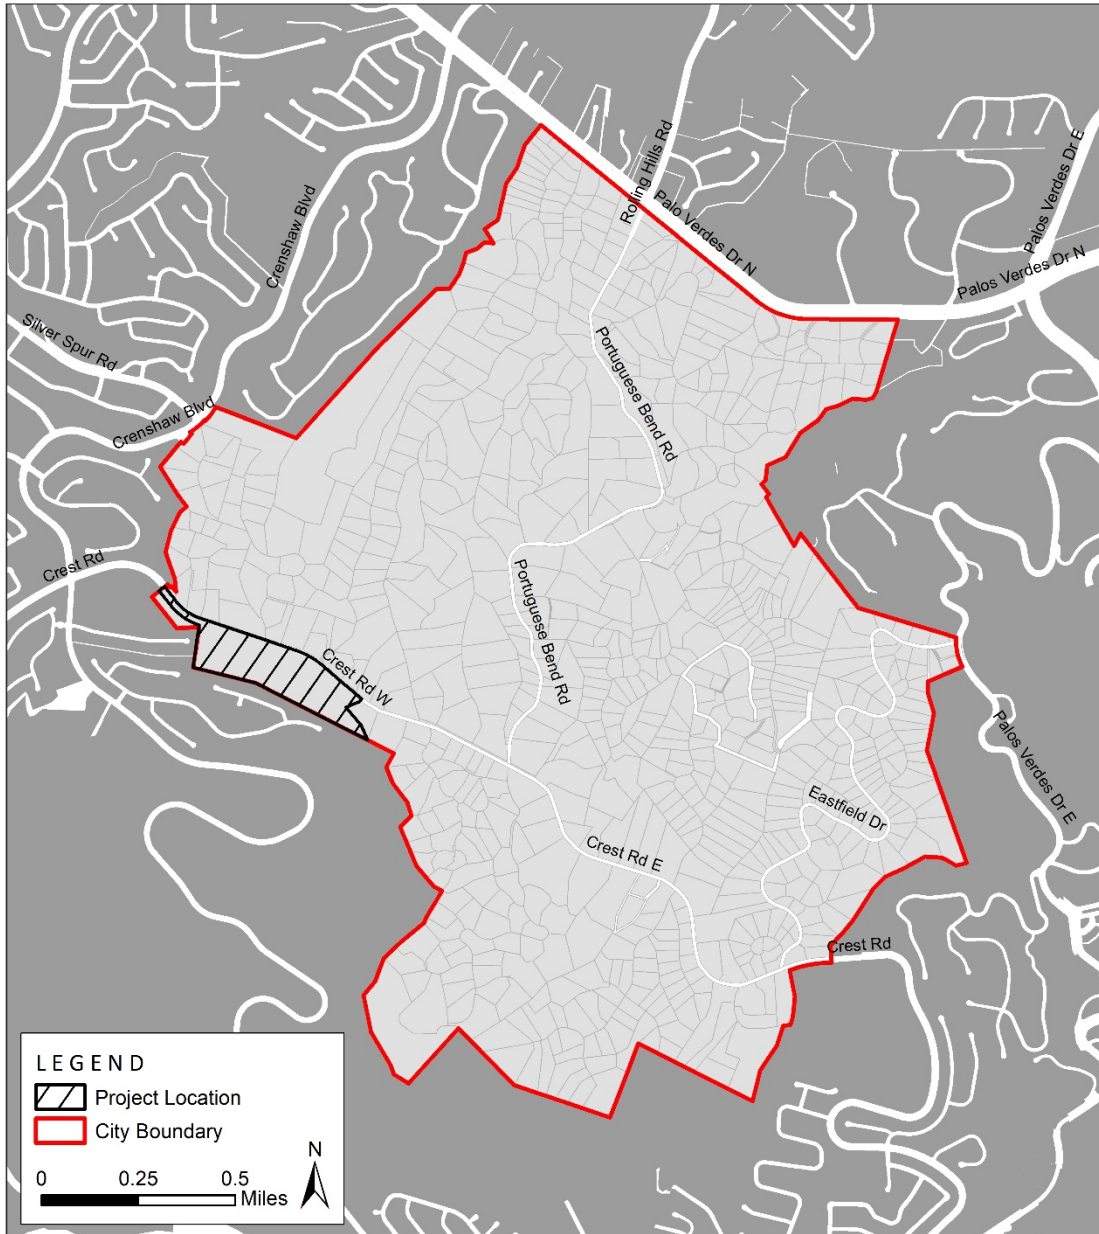 Rolling Hills Rd
Palos Verdes Dr E
Crenshaw Blvd
Palo Verdes Dr N
Palos Verdes Dr N
Silver Spur Rd
Portuguese Bend Rd
Crenshaw Blvd
Crest Rd
Portuguese Bend Rd
Crest Rd W
Palos Verdes Dr E
Eastfield Dr
Crest Rd E
Crest Rd
LEGEND
Project Location
City Boundary
N
0 0.25 0.5
Miles